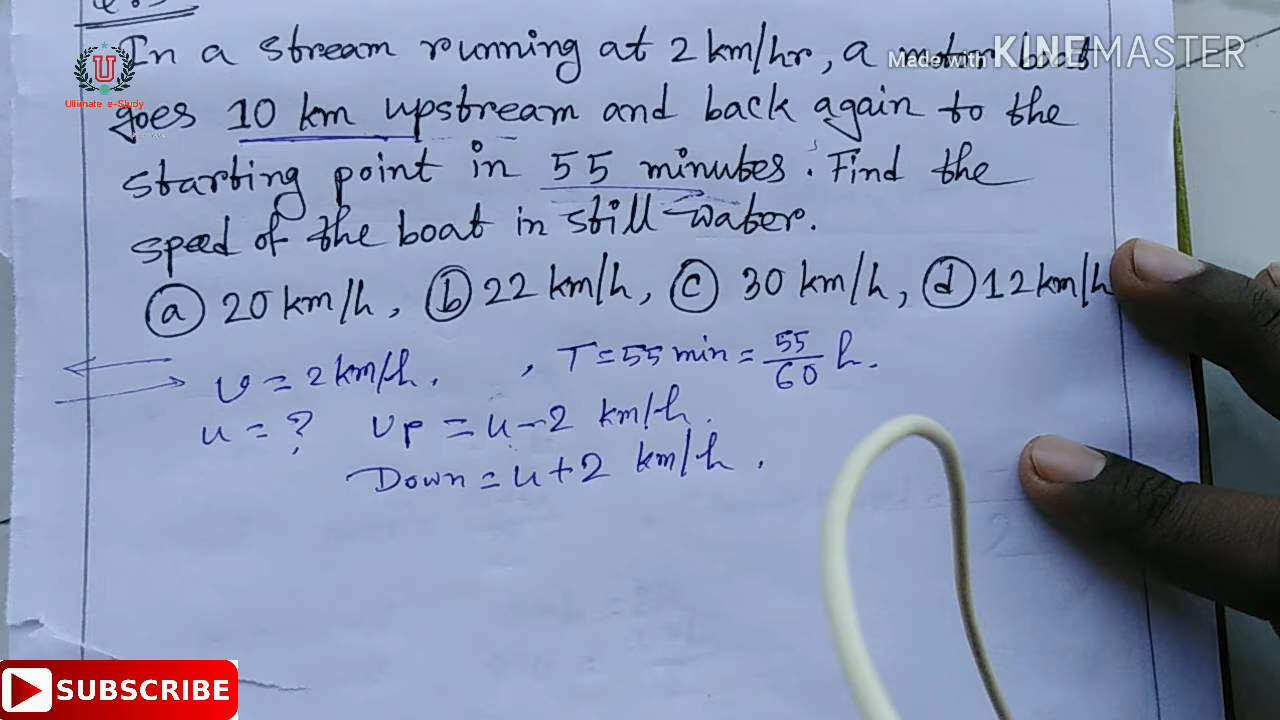 In a stream running at 2 km/hr, a motor boat
goes 10 km upstream and back again to the
starting point in 55 minutes. Find the
speed of the boat in still water.
(a) 20 km/h, (b) 22 km/h, (c) 30 km/h, (d) 12 km/h
v = 2 km/h. , T = 55 min = 55/60 h.
u = ? Up = u-2 km/h.
Down = u+2 km/h.
Made with KINEMASTER
U
Ultimate e-Study
SUBSCRIBE